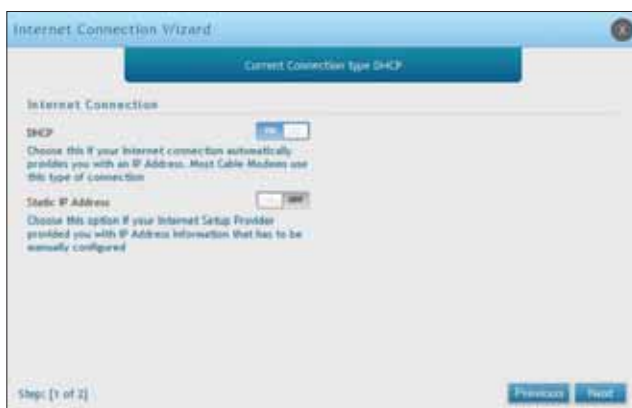 Internet Connection Wizard
Current Connection type DHCP
Internet Connection
DHCP
ON
Choose this if your Internet connection automatically
provides you with an IP Address. Most Cable Modems use
this type of connection
Static IP Address
OFF
Choose this option if your Internet Setup Provider
provided you with IP Address Information that has to be
manually configured
Step: [1 of 2]
Previous
Next